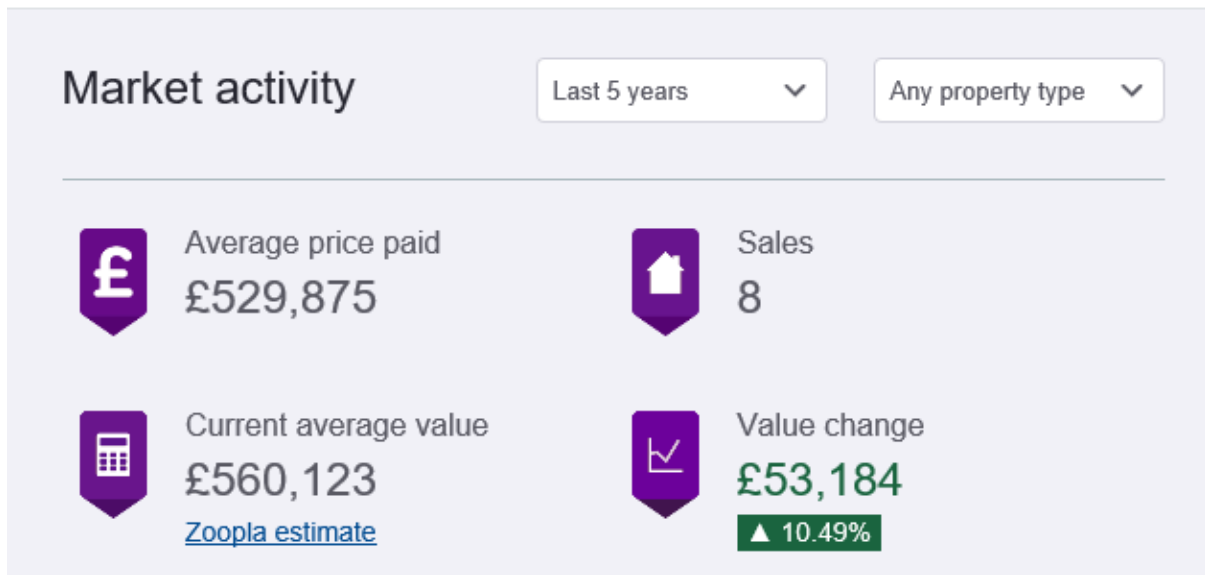 Market activity
Last 5 years
Any property type
£
Average price paid
£529,875
Sales
8
Current average value
£560,123
Zoopla estimate
Value change
£53,184
▲ 10.49%